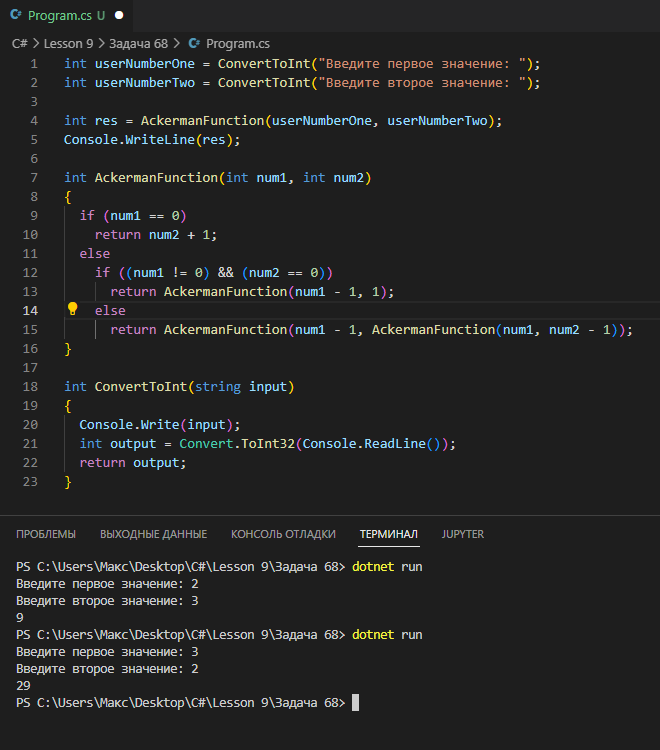 Program.cs U
C# > Lesson 9 > Задача 68 > Program.cs
1 int userNumberOne = ConvertToInt("Введите первое значение: ");
2 int userNumberTwo = ConvertToInt("Введите второе значение: ");
3
4 int res = AckermanFunction(userNumberOne, userNumberTwo);
5 Console.WriteLine(res);
6
7 int AckermanFunction(int num1, int num2)
8 {
9   if (num1 == 0)
10     return num2 + 1;
11   else
12     if ((num1 != 0) && (num2 == 0))
13       return AckermanFunction(num1 - 1, 1);
14     else
15       return AckermanFunction(num1 - 1, AckermanFunction(num1, num2 - 1));
16 }
17
18 int ConvertToInt(string input)
19 {
20   Console.Write(input);
21   int output = Convert.ToInt32(Console.ReadLine());
22   return output;
23 }
ПРОБЛЕМЫ ВЫХОДНЫЕ ДАННЫЕ КОНСОЛЬ ОТЛАДКИ ТЕРМИНАЛ JUPYTER
PS C:\Users\Макс\Desktop\C#\Lesson 9\Задача 68> dotnet run
Введите первое значение: 2
Введите второе значение: 3
9
PS C:\Users\Макс\Desktop\C#\Lesson 9\Задача 68> dotnet run
Введите первое значение: 3
Введите второе значение: 2
29
PS C:\Users\Макс\Desktop\C#\Lesson 9\Задача 68>